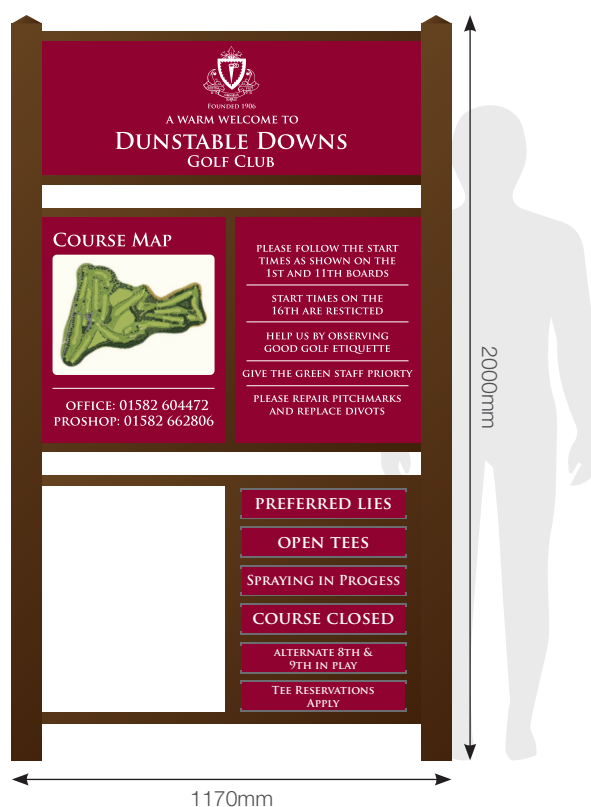 Founded 1906
A WARM WELCOME TO
Dunstable Downs
Golf Club
Course Map
OFFICE: 01582 604472
PROSHOP: 01582 662806
PLEASE FOLLOW THE START
TIMES AS SHOWN ON THE
1ST AND 11TH BOARDS
START TIMES ON THE
16TH ARE RESTICTED
HELP US BY OBSERVING
GOOD GOLF ETIQUETTE
GIVE THE GREEN STAFF PRIORTY
PLEASE REPAIR PITCHMARKS
AND REPLACE DIVOTS
PREFERRED LIES
OPEN TEES
Spraying in Progess
COURSE CLOSED
ALTERNATE 8TH &
9TH IN PLAY
Tee Reservations
Apply
2000mm
1170mm